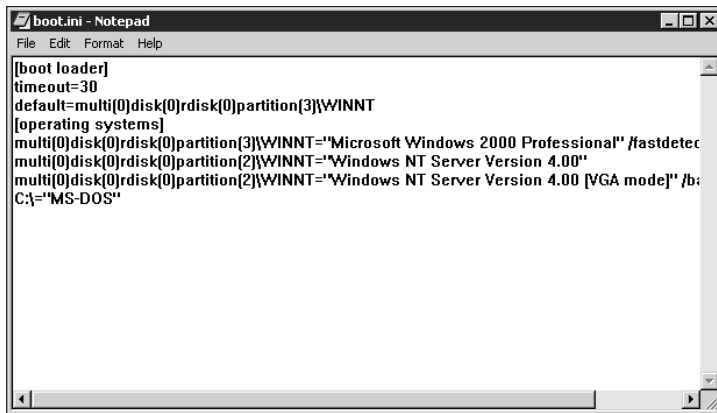 boot.ini - Notepad
File Edit Format Help
[boot loader]
timeout=30
default=multi(0)disk(0)rdisk(0)partition(3)\WINNT
[operating systems]
multi(0)disk(0)rdisk(0)partition(3)\WINNT="Microsoft Windows 2000 Professional" /fastdetec
multi(0)disk(0)rdisk(0)partition(2)\WINNT="Windows NT Server Version 4.00"
multi(0)disk(0)rdisk(0)partition(2)\WINNT="Windows NT Server Version 4.00 [VGA mode]" /ba
C:\="MS-DOS"